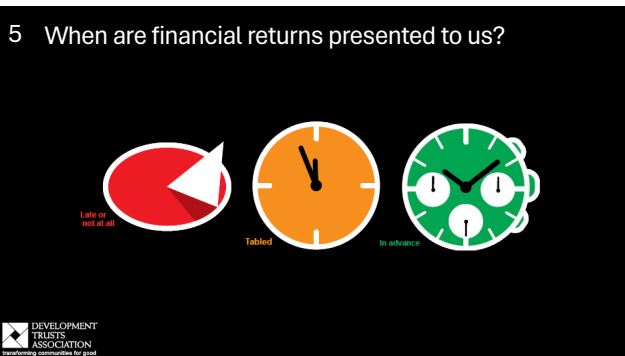 5 When are financial returns presented to us?
Late or
not at all
Tabled
In advance
DEVELOPMENT
TRUSTS
ASSOCIATION
transforming communities for good